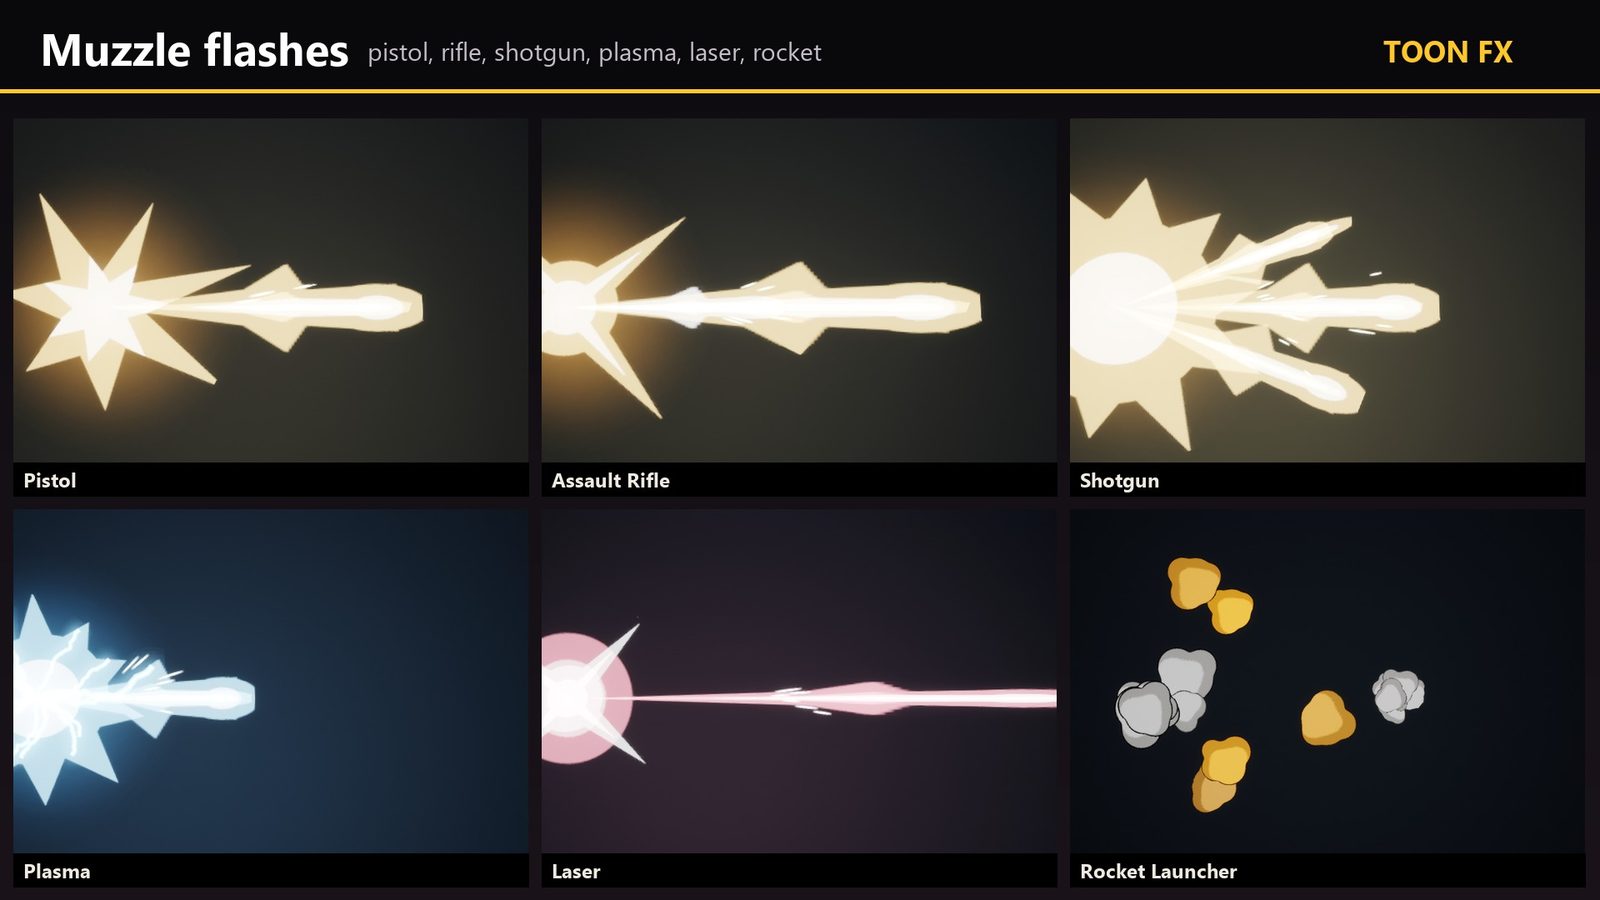 Muzzle flashes pistol, rifle, shotgun, plasma, laser, rocket TOON FX
Pistol
Assault Rifle
Shotgun
Plasma
Laser
Rocket Launcher